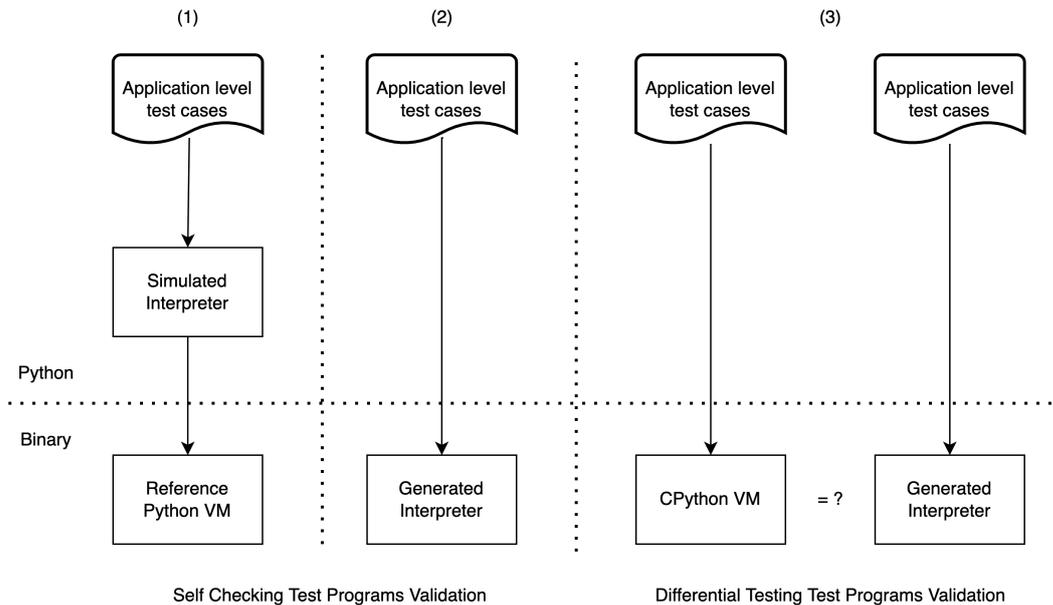 (1)
(2)
(3)
Application level
test cases
Application level
test cases
Application level
test cases
Application level
test cases
Simulated
Interpreter
Python
Binary
Reference
Python VM
Generated
Interpreter
CPython VM
= ?
Generated
Interpreter
Self Checking Test Programs Validation
Differential Testing Test Programs Validation